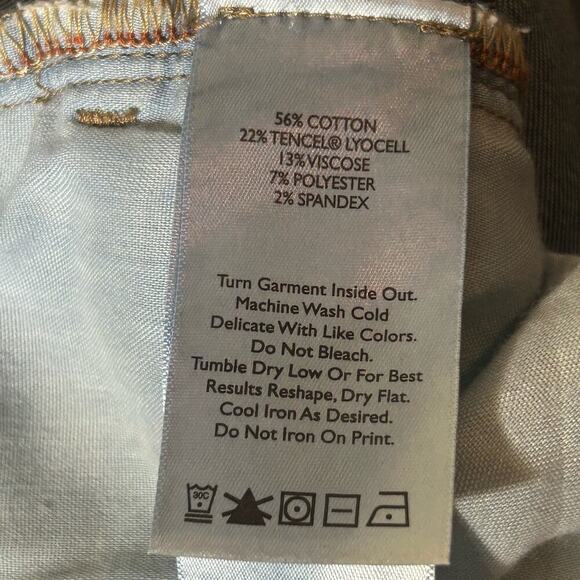 56% COTTON
22% TENCEL® LYOCELL
13% VISCOSE
7% POLYESTER
2% SPANDEX
Turn Garment Inside Out.
Machine Wash Cold
Delicate With Like Colors.
Do Not Bleach.
Tumble Dry Low Or For Best
Results Reshape, Dry Flat.
Cool Iron As Desired.
Do Not Iron On Print.
30C